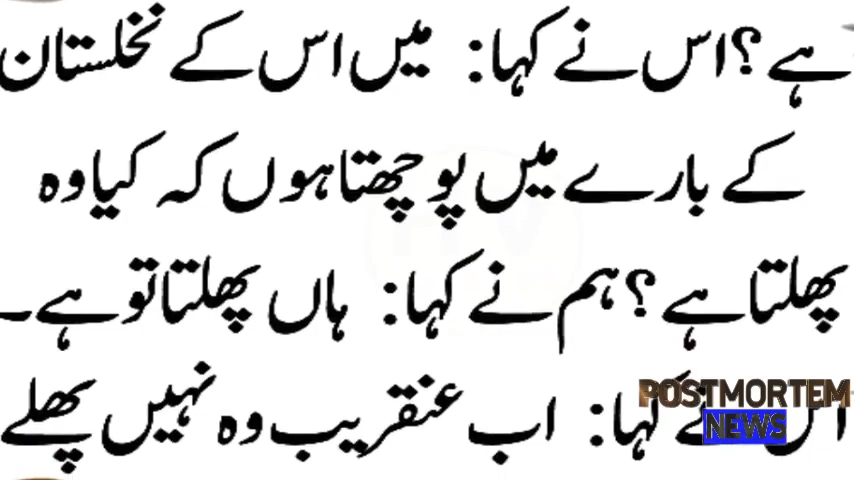 ہے؟ اس نے کہا: میں اس کے نخلستان
کے بارے میں پوچھتا ہوں کہ کیا وہ
پھلتا ہے؟ ہم نے کہا: ہاں پھلتا تو ہے۔
اس نے کہا: اب عنقریب وہ نہیں پھلے
POSTMORTEM
NEWS